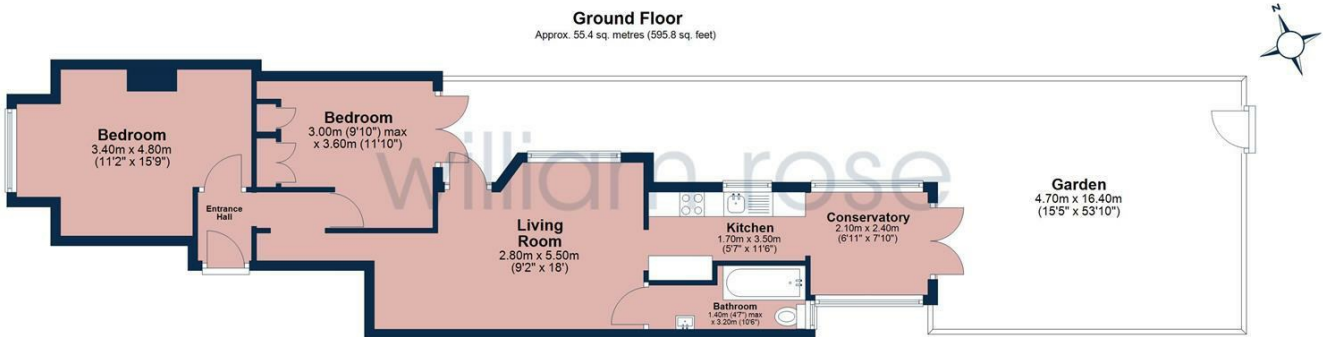 Ground Floor
Approx. 55.4 sq. metres (595.8 sq. feet)
N
Bedroom
3.40m x 4.80m
(11'2" x 15'9")
Bedroom
3.00m (9'10") max
x 3.60m (11'10")
william rose
Entrance
Hall
Living
Room
2.80m x 5.50m
(9'2" x 18')
Kitchen
1.70m x 3.50m
(5'7" x 11'6")
Conservatory
2.10m x 2.40m
(6'11" x 7'10")
Garden
4.70m x 16.40m
(15'5" x 53'10")
Bathroom
1.40m (4'7") max
x 3.20m (10'6")